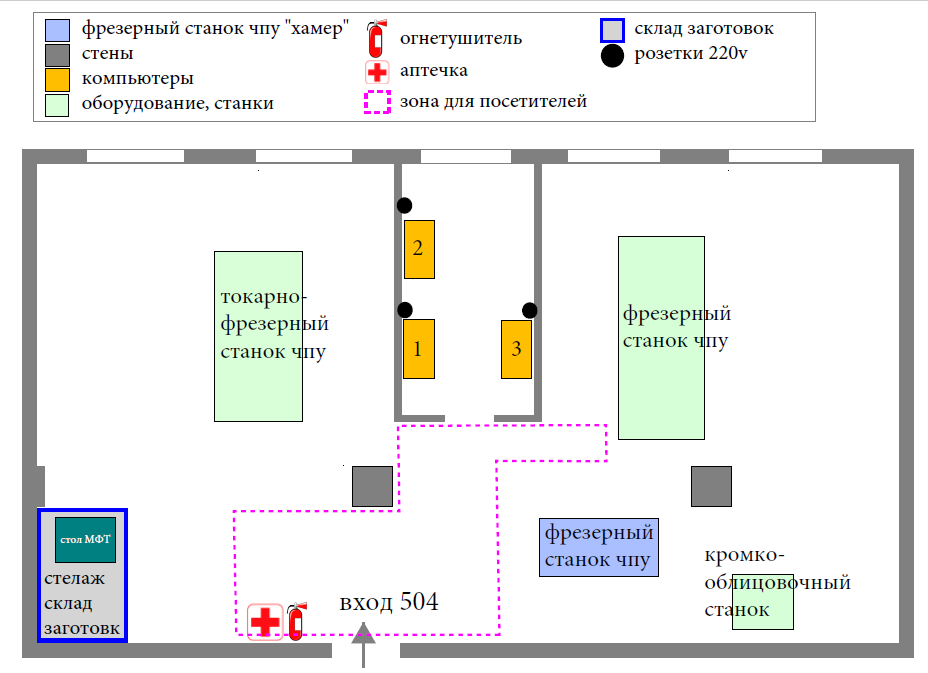 фрезерный станок чпу "хамер"
стены
компьютеры
оборудование, станки
огнетушитель
аптечка
зона для посетителей
склад заготовок
розетки 220v
2
1
3
токарно-
фрезерный
станок чпу
фрезерный
станок чпу
фрезерный
станок чпу
кромко-
облицовочный
станок
стол МФТ
стелаж
склад
заготовк
вход 504